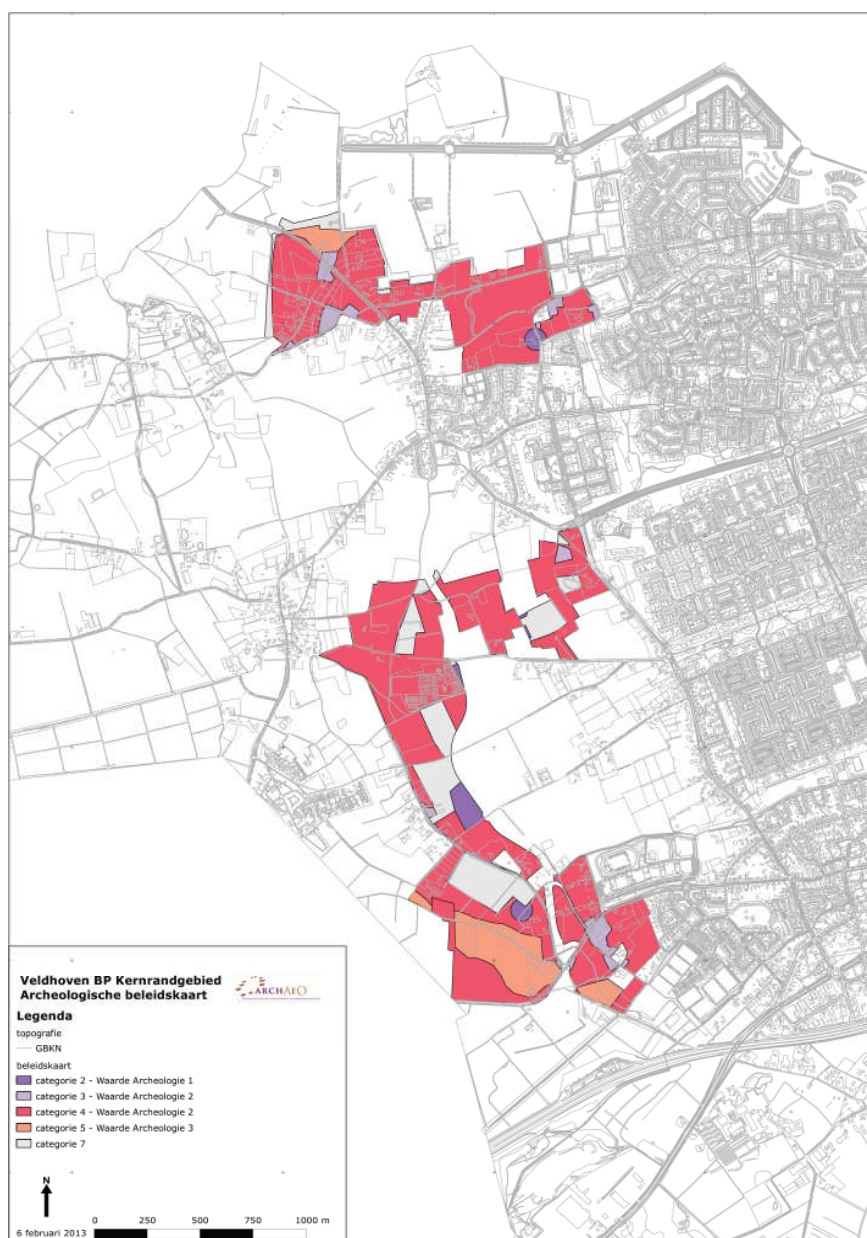 Veldhoven BP Kernrandgebied
Archeologische beleidskaart
ARCHAEO
Legenda
topografie
GBKN
beleidskaart
categorie 2 - Waarde Archeologie 1
categorie 3 - Waarde Archeologie 2
categorie 4 - Waarde Archeologie 2
categorie 5 - Waarde Archeologie 3
categorie 7
N
0 250 500 750 1000 m
6 februari 2013